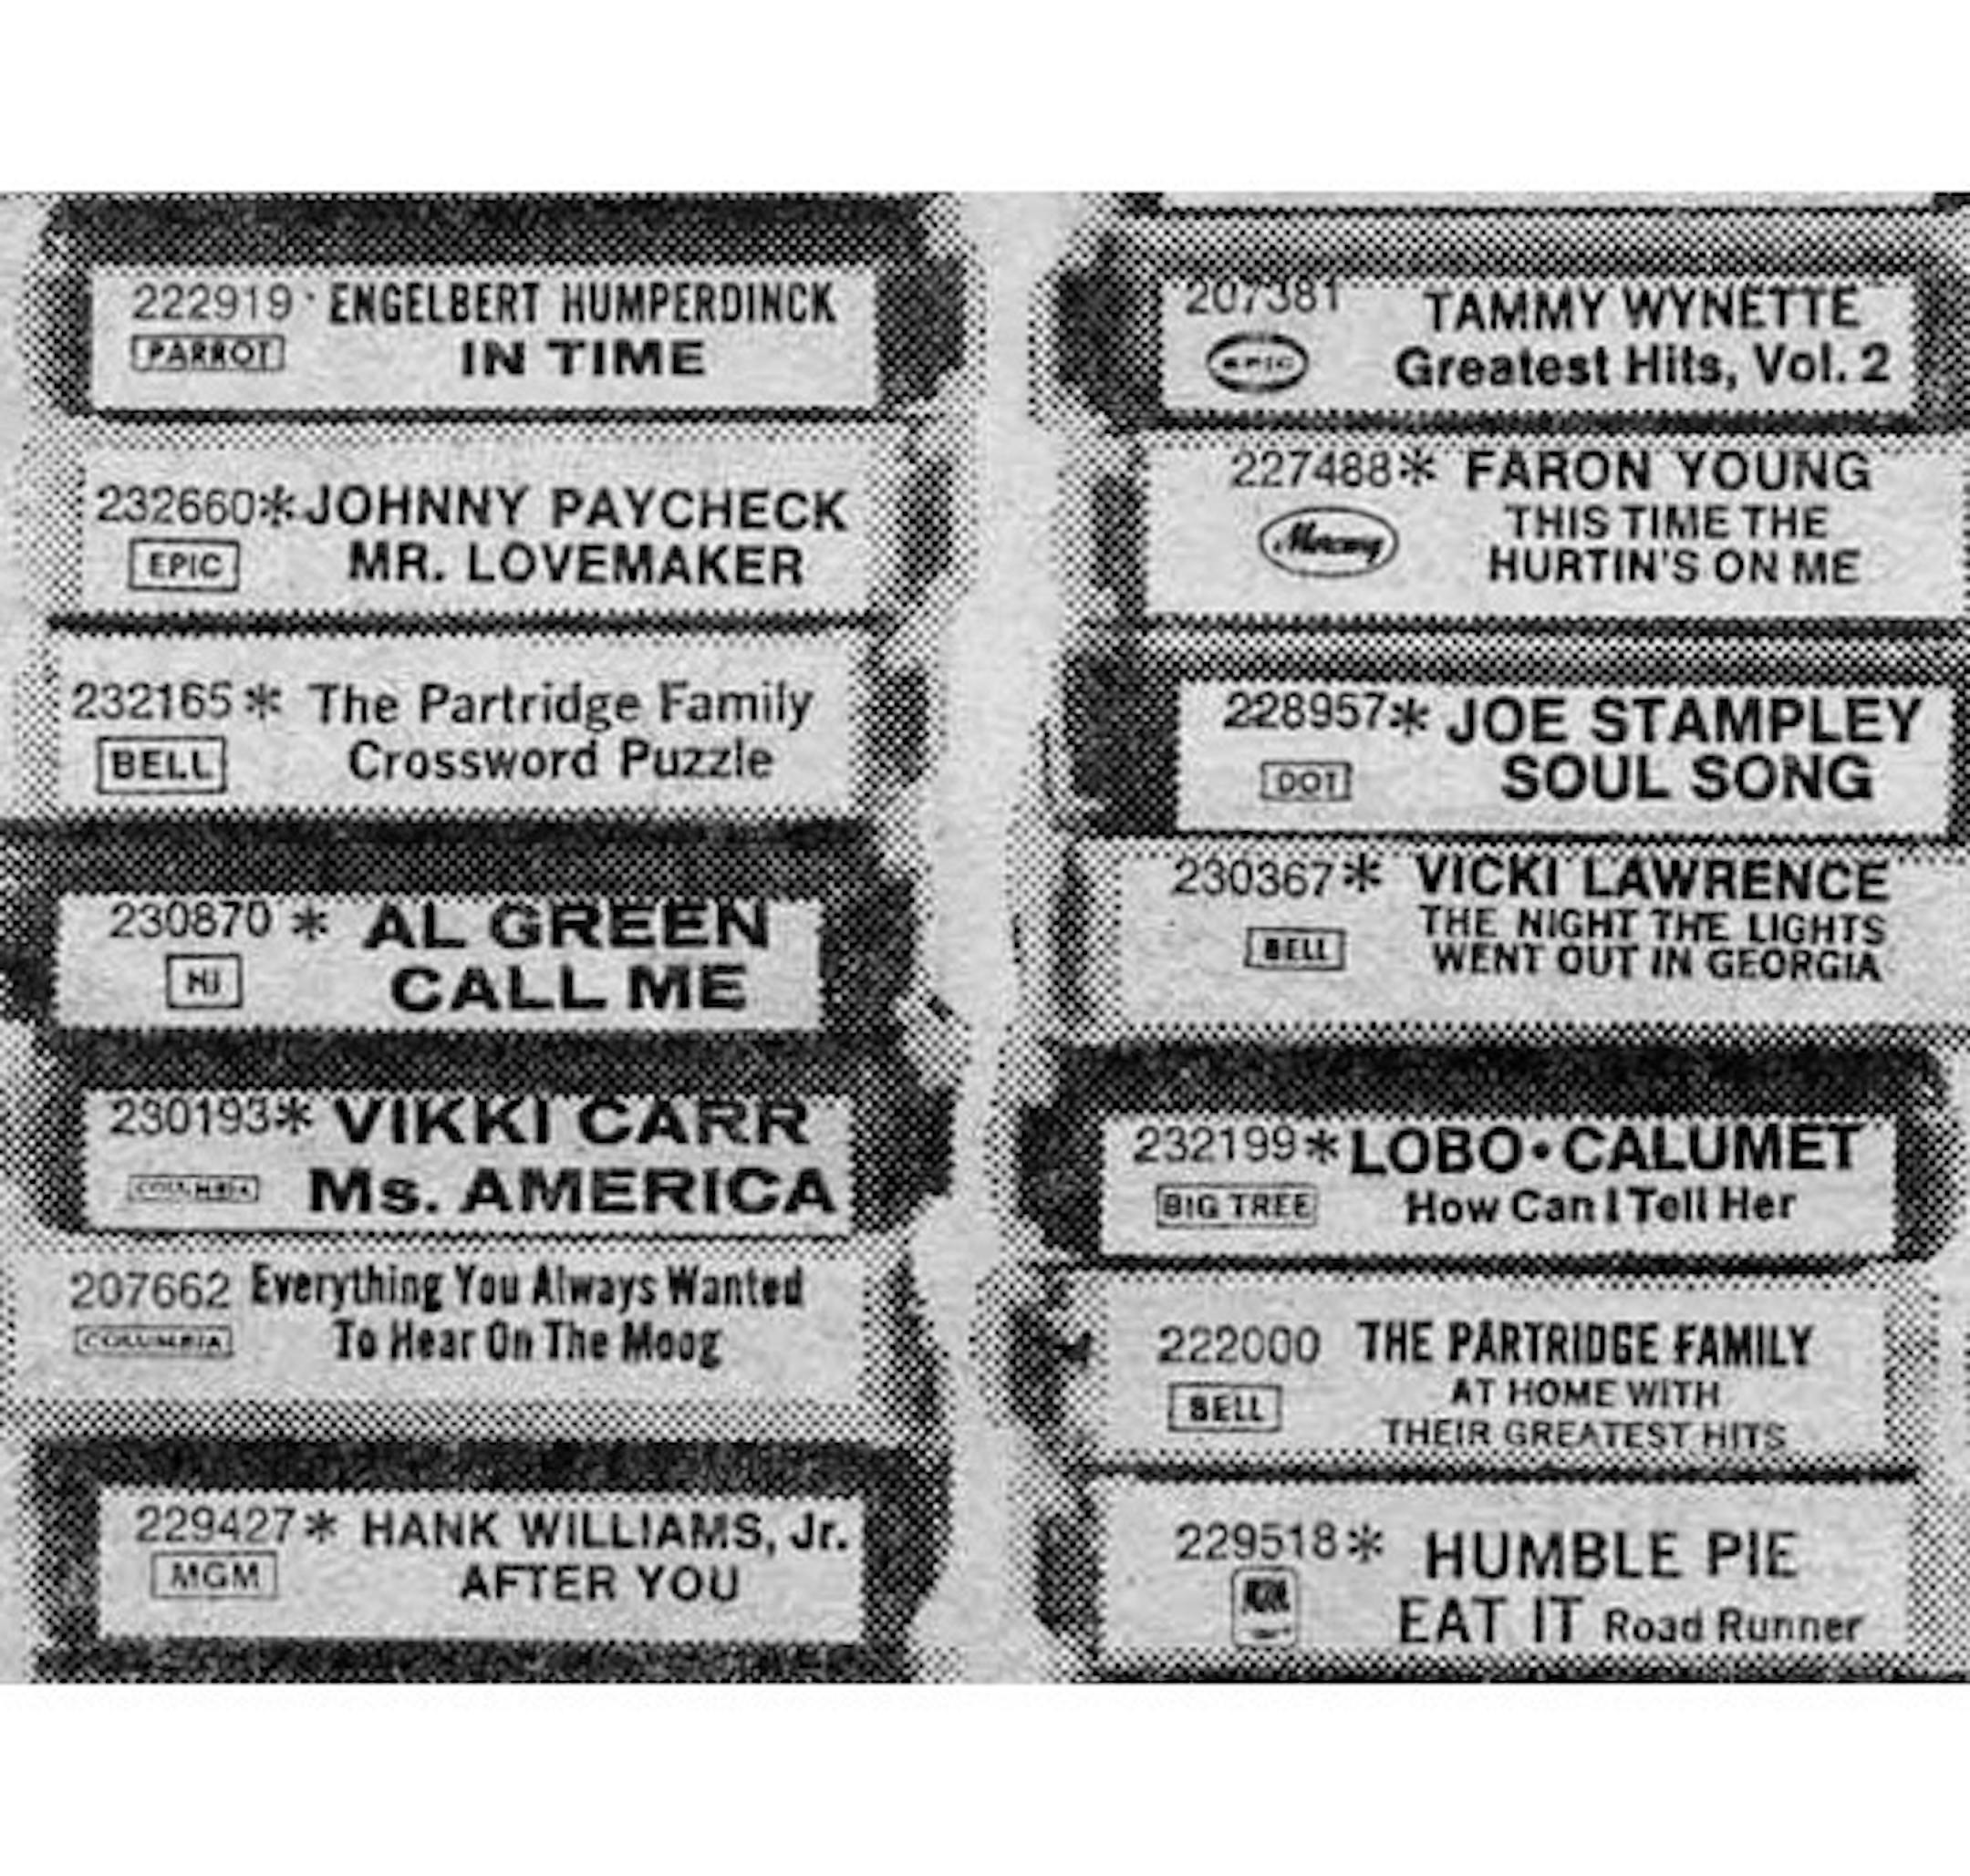 222919 · ENGELBERT HUMPERDINCK
PARROT IN TIME
232660* JOHNNY PAYCHECK
EPIC MR. LOVEMAKER
232165 * The Partridge Family
BELL Crossword Puzzle
230870 * AL GREEN
HI CALL ME
230193* VIKKI CARR
COLUMBIA Ms. AMERICA
207662 Everything You Always Wanted
COLUMBIA To Hear On The Moog
229427* HANK WILLIAMS, Jr.
MGM AFTER YOU
207381 TAMMY WYNETTE
EPIC Greatest Hits, Vol. 2
227488* FARON YOUNG
Mercury THIS TIME THE
HURTIN'S ON ME
228957* JOE STAMPLEY
DOT SOUL SONG
230367* VICKI LAWRENCE
THE NIGHT THE LIGHTS
BELL WENT OUT IN GEORGIA
232199* LOBO • CALUMET
BIG TREE How Can I Tell Her
222000 THE PARTRIDGE FAMILY
BELL AT HOME WITH
THEIR GREATEST HITS
229518* HUMBLE PIE
EAT IT Road Runner